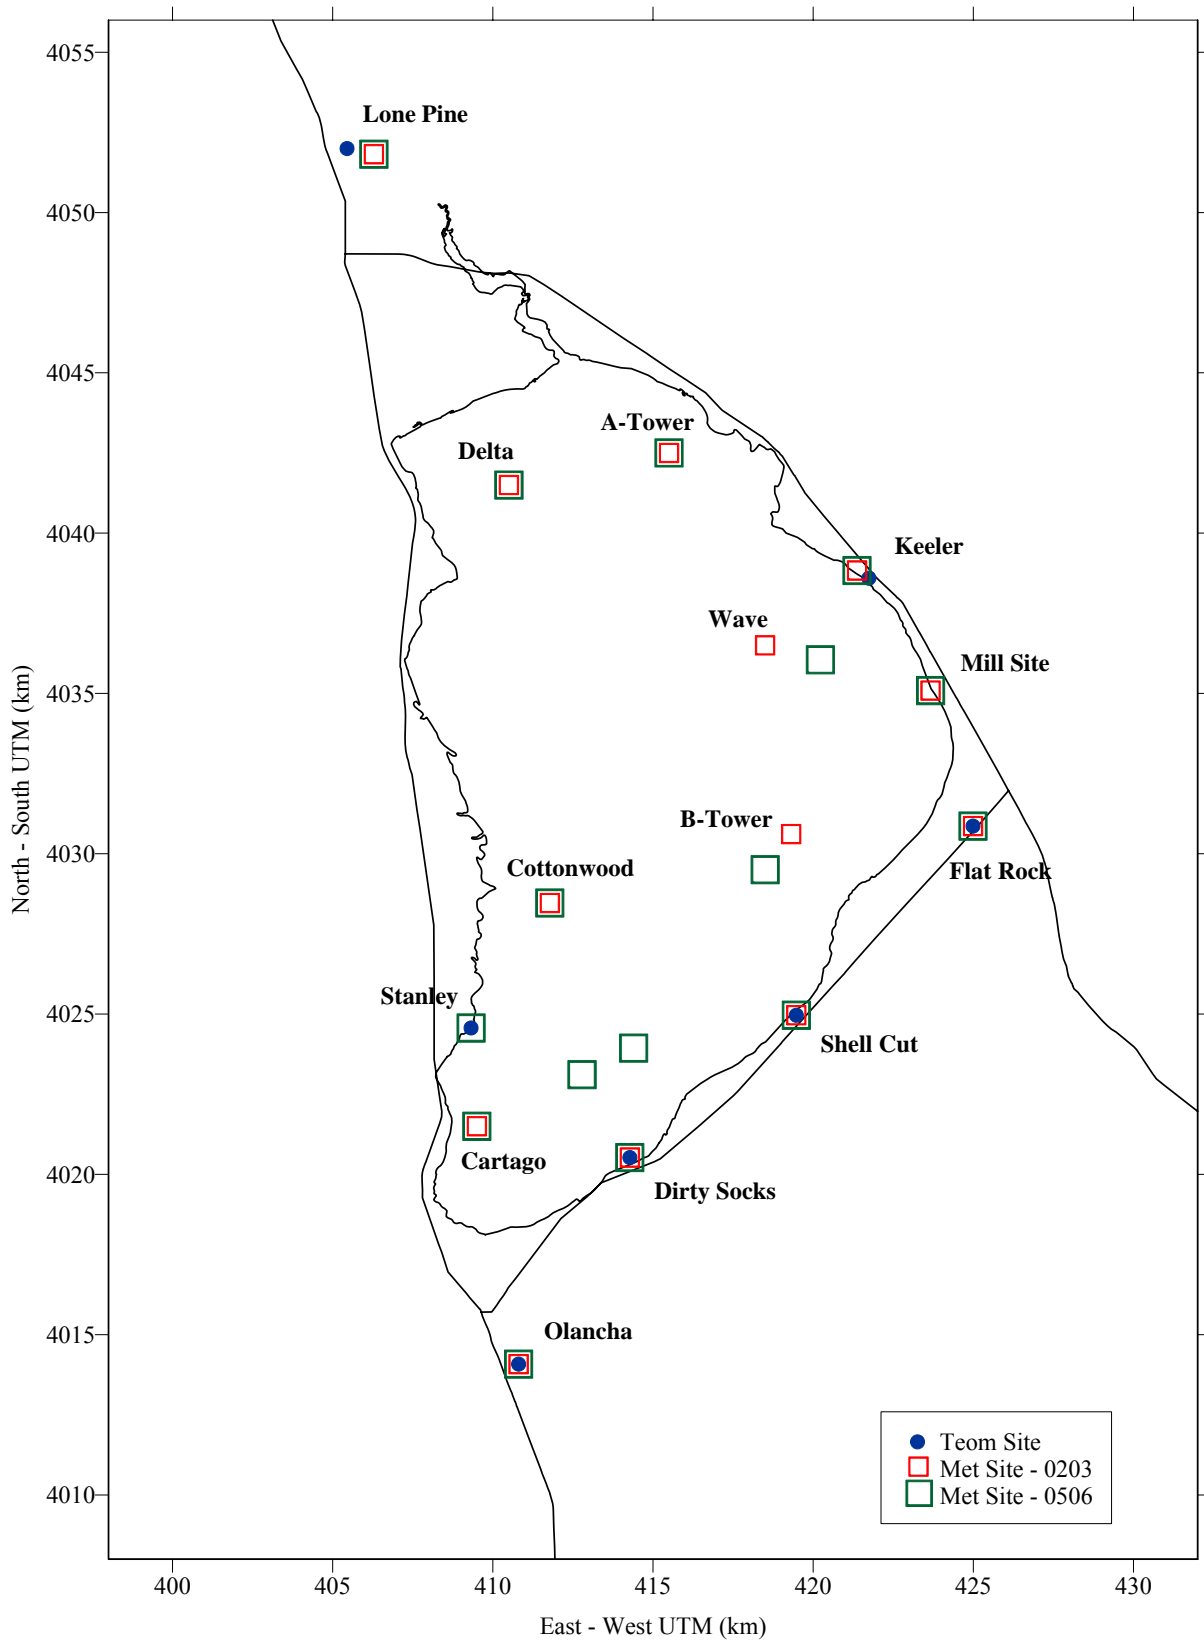 4055
Lone Pine
4050
4045
A-Tower
Delta
4040
Keeler
Wave
Mill Site
4035
North - South UTM (km)
B-Tower
4030
Cottonwood
Flat Rock
Stanley
4025
Shell Cut
Cartago
4020
Dirty Socks
Olancha
4015
Teom Site
Met Site - 0203
Met Site - 0506
4010
400 405 410 415 420 425 430
East - West UTM (km)